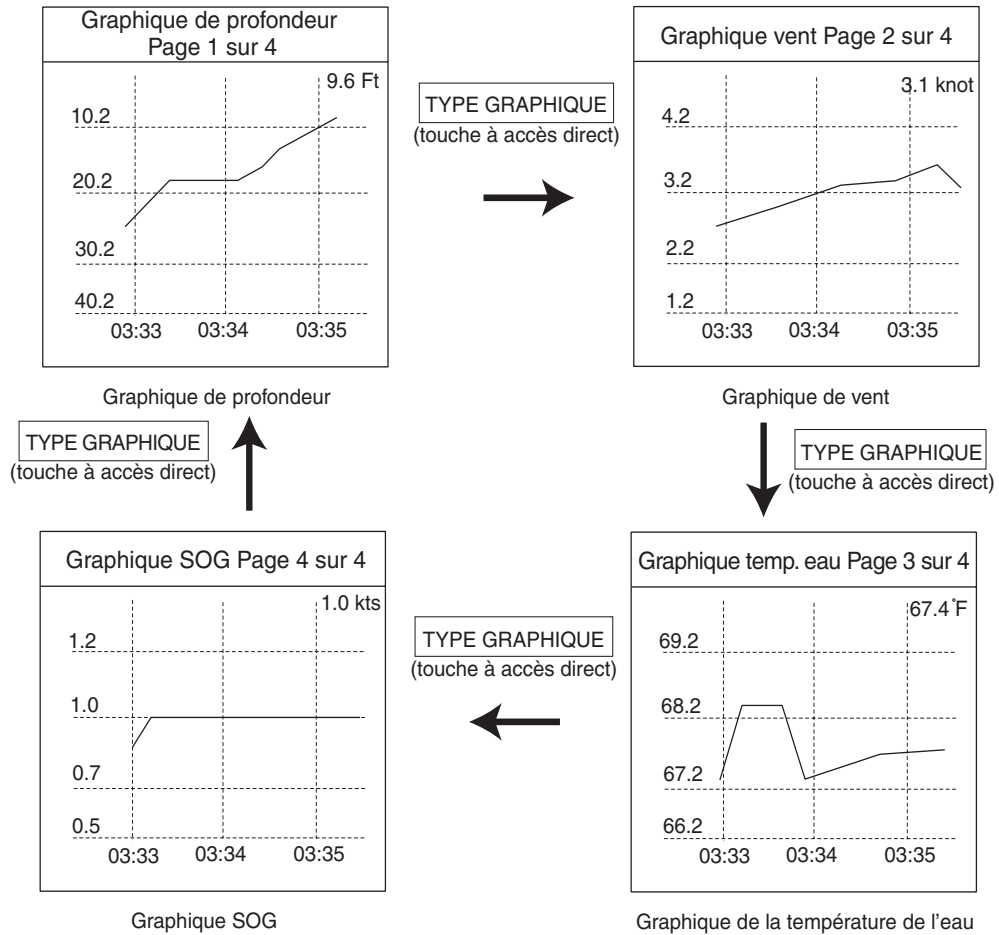 Graphique de profondeur
Page 1 sur 4
9.6 Ft
10.2
20.2
30.2
40.2
03:33 03:34 03:35
Graphique de profondeur
TYPE GRAPHIQUE
(touche à accès direct)
Graphique vent Page 2 sur 4
3.1 knot
4.2
3.2
2.2
1.2
03:33 03:34 03:35
Graphique de vent
TYPE GRAPHIQUE
(touche à accès direct)
Graphique temp. eau Page 3 sur 4
67.4°F
69.2
68.2
67.2
66.2
03:33 03:34 03:35
Graphique de la température de l'eau
TYPE GRAPHIQUE
(touche à accès direct)
Graphique SOG Page 4 sur 4
1.0 kts
1.2
1.0
0.7
0.5
03:33 03:34 03:35
Graphique SOG
TYPE GRAPHIQUE
(touche à accès direct)